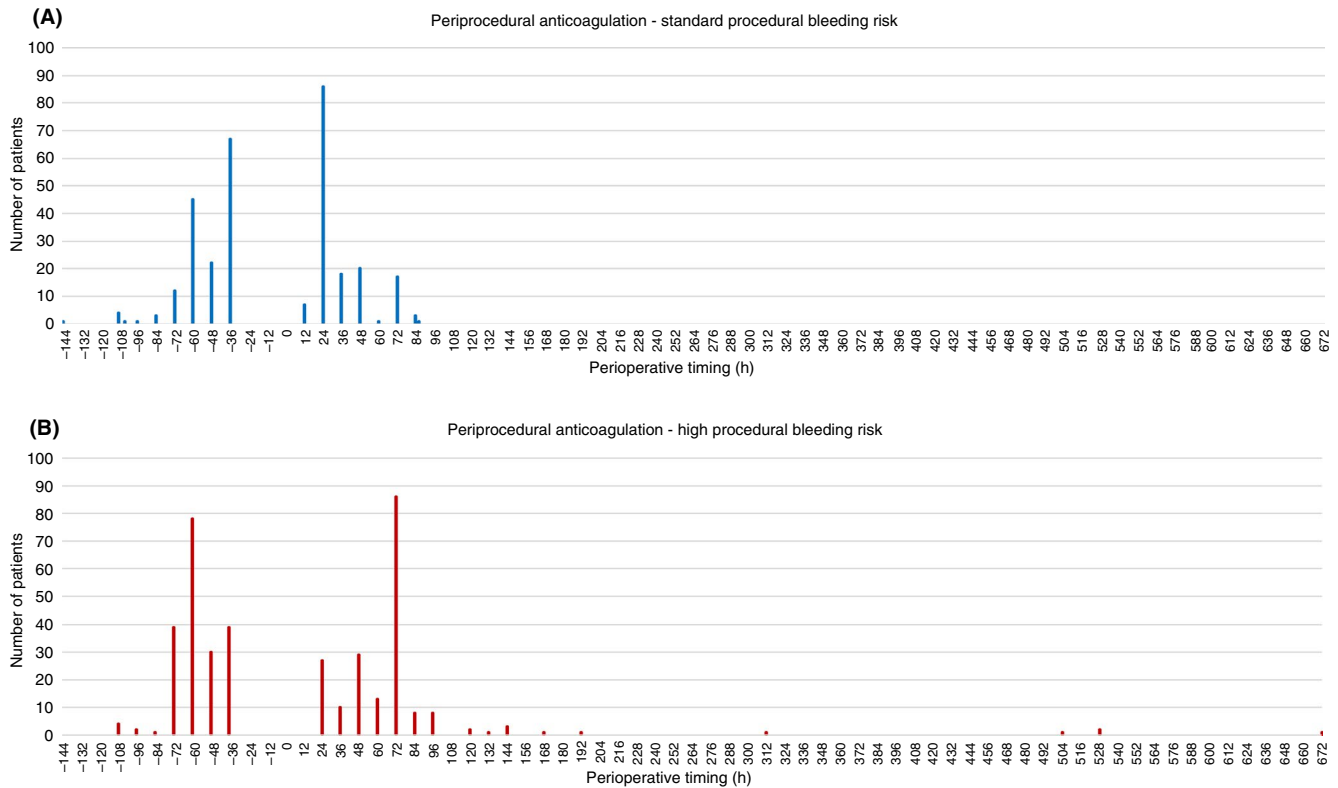 (A)
Periprocedural anticoagulation - standard procedural bleeding risk
Number of patients
100
90
80
70
60
50
40
30
20
10
0
–144 –132 –120 –108 –96 –84 –72 –60 –48 –36 –24 –12 0 12 24 36 48 60 72 84 96 108 120 132 144 156 168 180 192 204 216 228 240 252 264 276 288 300 312 324 336 348 360 372 384 396 408 420 432 444 456 468 480 492 504 516 528 540 552 564 576 588 600 612 624 636 648 660 672
Perioperative timing (h)
(B)
Periprocedural anticoagulation - high procedural bleeding risk
Number of patients
100
90
80
70
60
50
40
30
20
10
0
–144 –132 –120 –108 –96 –84 –72 –60 –48 –36 –24 –12 0 12 24 36 48 60 72 84 96 108 120 132 144 156 168 180 192 204 216 228 240 252 264 276 288 300 312 324 336 348 360 372 384 396 408 420 432 444 456 468 480 492 504 516 528 540 552 564 576 588 600 612 624 636 648 660 672
Perioperative timing (h)